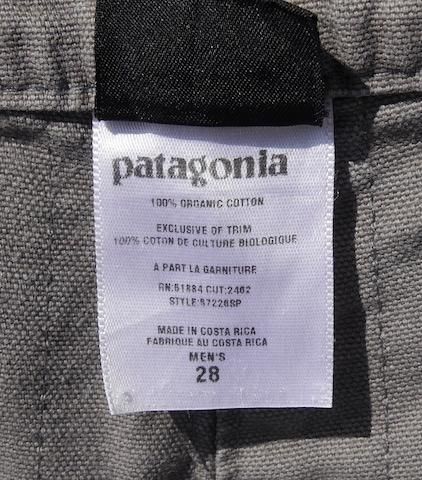 patagonia
100% ORGANIC COTTON
EXCLUSIVE OF TRIM
100% COTON DE CULTURE BIOLOGIQUE
À PART LA GARNITURE
RN:51884 CUT:2462
STYLE:57226SP
MADE IN COSTA RICA
FABRIQUE AU COSTA RICA
MEN'S
28